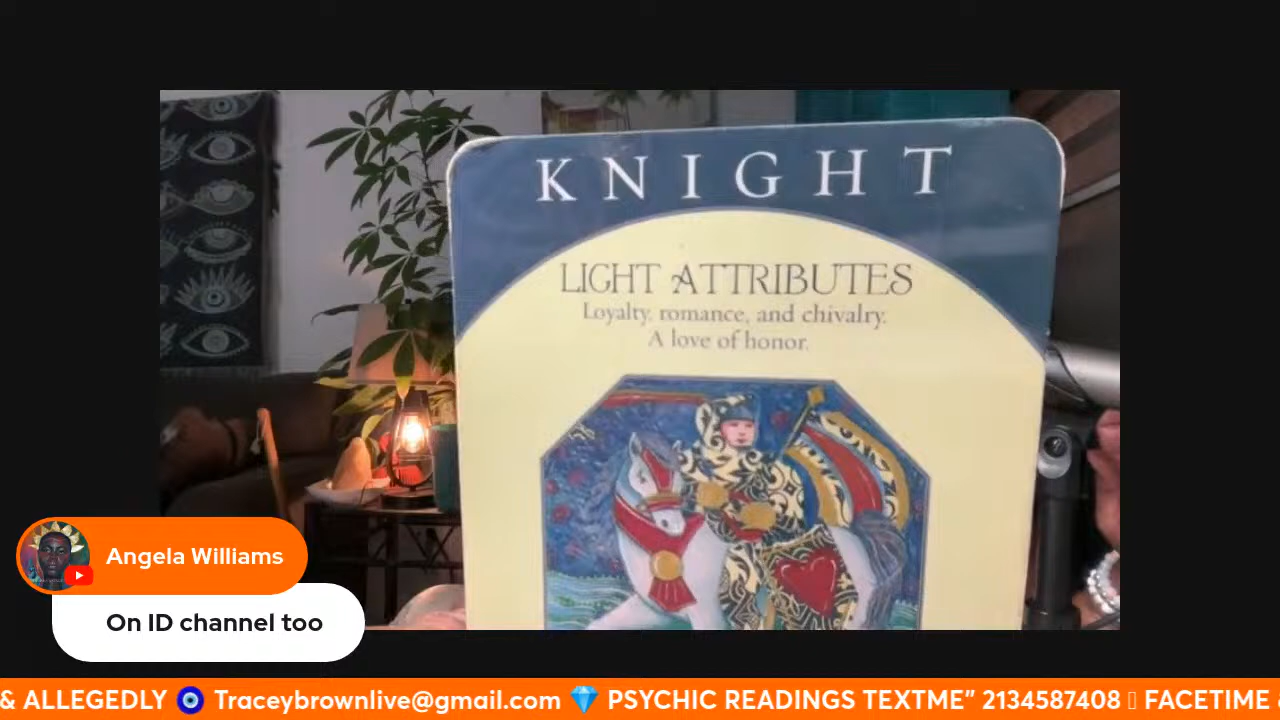 KNIGHT
LIGHT ATTRIBUTES
Loyalty, romance, and chivalry.
A love of honor.
Angela Williams
On ID channel too
& ALLEGEDLY 🧿 Traceybrownlive@gmail.com 💎 PSYCHIC READINGS TEXTME” 2134587408 FACETIME